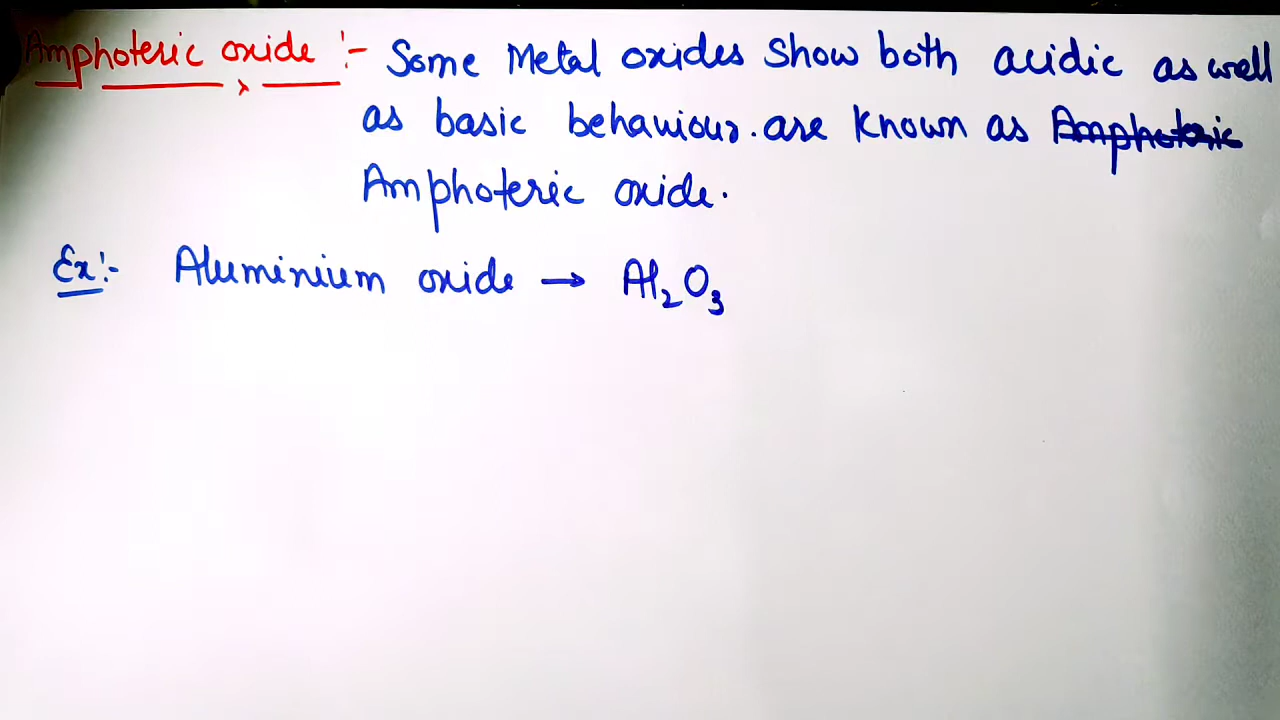 Amphoteric oxide :- Some Metal oxides Show both acidic as well
as basic behaviour. are known as Amphoteric
Amphoteric oxide.
Ex:- Aluminium oxide → Al₂O₃